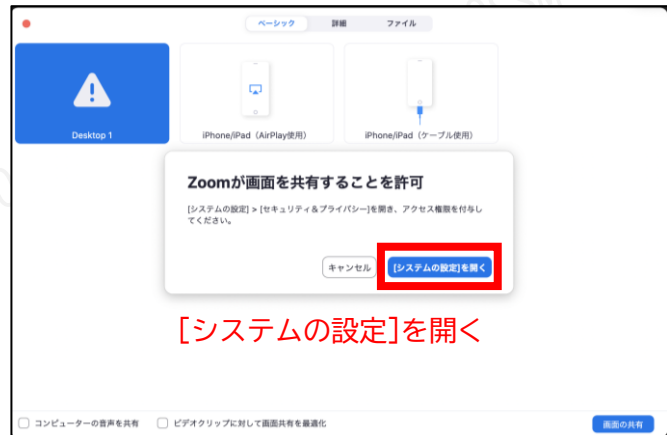 ベーシック 詳細 ファイル
Desktop 1 iPhone/iPad（AirPlay使用） iPhone/iPad（ケーブル使用）
Zoomが画面を共有することを許可
[システムの設定] > [セキュリティ&プライバシー]を開き、アクセス権限を付与し
てください。
キャンセル [システムの設定]を開く
[システムの設定]を開く
コンピューターの音声を共有 ビデオクリップに対して画面共有を最適化 画面の共有